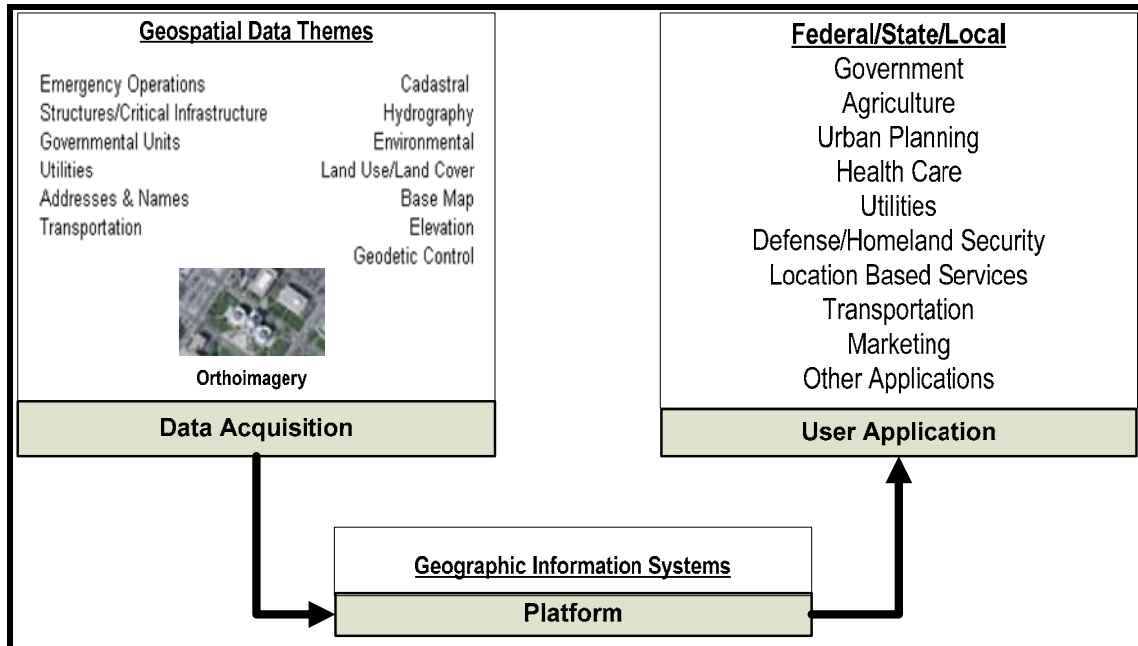 Geospatial Data Themes
Emergency Operations
Structures/Critical Infrastructure
Governmental Units
Utilities
Addresses & Names
Transportation
Cadastral
Hydrography
Environmental
Land Use/Land Cover
Base Map
Elevation
Geodetic Control
Orthoimagery
Data Acquisition
Federal/State/Local
Government
Agriculture
Urban Planning
Health Care
Utilities
Defense/Homeland Security
Location Based Services
Transportation
Marketing
Other Applications
User Application
Geographic Information Systems
Platform